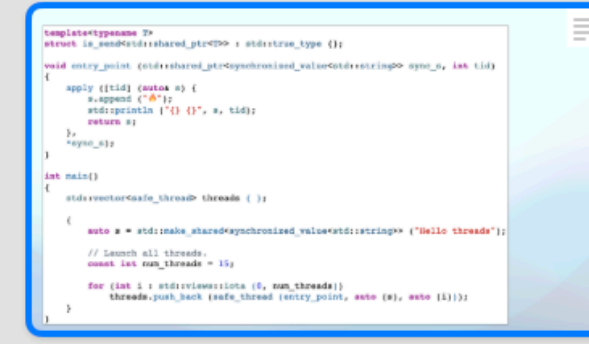 template<typename T>
struct is_send<std::shared_ptr<T>> : std::true_type {};
void entry_point (std::shared_ptr<synchronized_value<std::string>> sync_s, int tid)
{
apply ([tid] (auto& s) {
s.append ("🔥");
std::println ("{} {}", s, tid);
return s;
},
*sync_s);
}
int main()
{
std::vector<safe_thread> threads { };
{
auto s = std::make_shared<synchronized_value<std::string>> ("Hello threads");
// Launch all threads.
const int num_threads = 15;
for (int i : std::views::iota (0, num_threads))
threads.push_back (safe_thread (entry_point, auto (s), auto (i)));
}
}